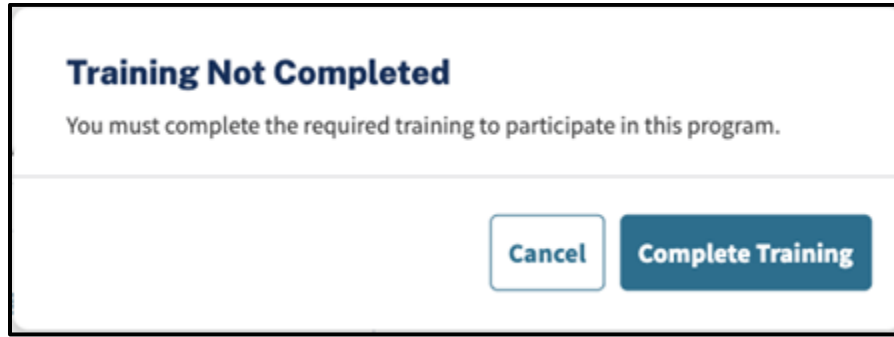 Training Not Completed
You must complete the required training to participate in this program.
Cancel
Complete Training